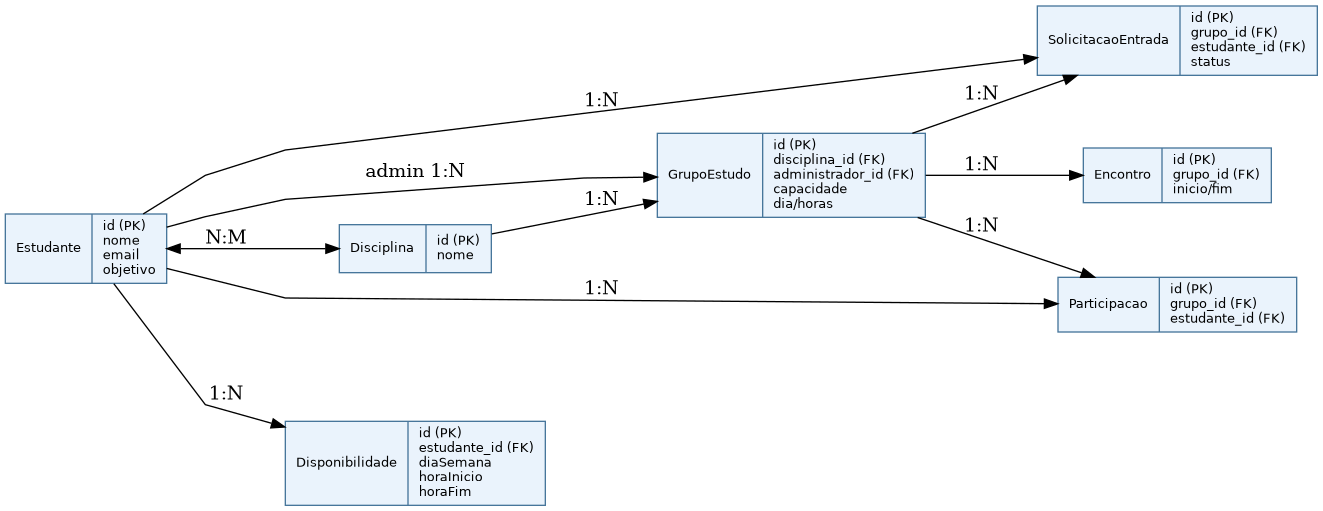 SolicitacaoEntrada
id (PK)
grupo_id (FK)
estudante_id (FK)
status
1:N
1:N
admin 1:N
GrupoEstudo
id (PK)
disciplina_id (FK)
administrador_id (FK)
capacidade
dia/horas
1:N
Encontro
id (PK)
grupo_id (FK)
inicio/fim
1:N
Estudante
id (PK)
nome
email
objetivo
N:M
Disciplina
id (PK)
nome
1:N
1:N
Participacao
id (PK)
grupo_id (FK)
estudante_id (FK)
1:N
Disponibilidade
id (PK)
estudante_id (FK)
diaSemana
horaInicio
horaFim